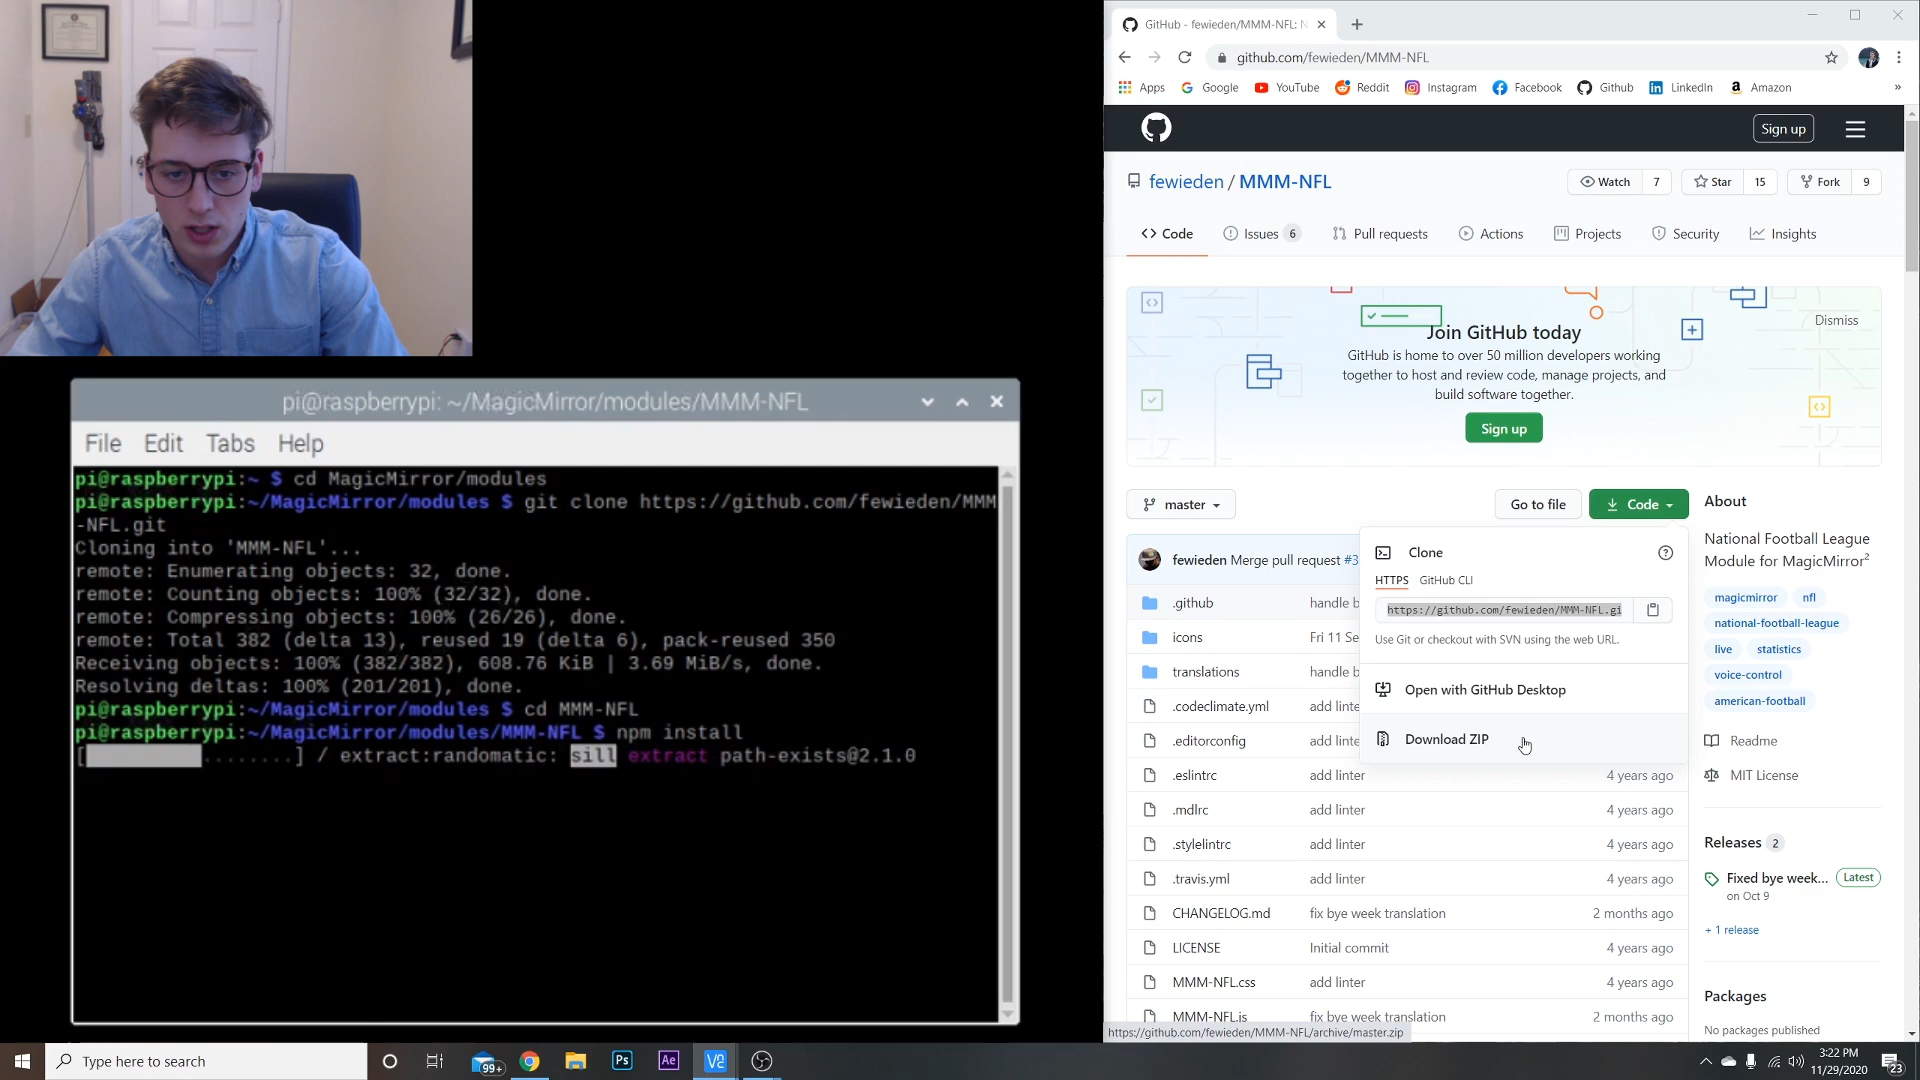 pi@raspberrypi: ~/MagicMirror/modules/MMM-NFL
File Edit Tabs Help
pi@raspberrypi:~ $ cd MagicMirror/modules
pi@raspberrypi:~/MagicMirror/modules $ git clone https://github.com/fewieden/MMM
-NFL.git
Cloning into 'MMM-NFL'...
remote: Enumerating objects: 32, done.
remote: Counting objects: 100% (32/32), done.
remote: Compressing objects: 100% (26/26), done.
remote: Total 382 (delta 13), reused 19 (delta 6), pack-reused 350
Receiving objects: 100% (382/382), 608.76 KiB | 3.69 MiB/s, done.
Resolving deltas: 100% (201/201), done.
pi@raspberrypi:~/MagicMirror/modules $ cd MMM-NFL
pi@raspberrypi:~/MagicMirror/modules/MMM-NFL $ npm install
[ ........] / extract:randomatic: sill extract path-exists@2.1.0
GitHub - fewieden/MMM-NFL: N
github.com/fewieden/MMM-NFL
Apps Google YouTube Reddit Instagram Facebook Github LinkedIn Amazon »
Sign up
fewieden / MMM-NFL
Watch 7 Star 15 Fork 9
Code Issues 6 Pull requests Actions Projects Security Insights
Dismiss
Join GitHub today
GitHub is home to over 50 million developers working
together to host and review code, manage projects, and
build software together.
Sign up
master Go to file Code
Clone
HTTPS GitHub CLI
https://github.com/fewieden/MMM-NFL.gi
Use Git or checkout with SVN using the web URL.
Open with GitHub Desktop
Download ZIP
fewieden Merge pull request #3
.github handle b
icons Fri 11 Se
translations handle b
.codeclimate.yml add linter
.editorconfig add linter
.eslintrc add linter 4 years ago
.mdlrc add linter 4 years ago
.stylelintrc add linter 4 years ago
.travis.yml add linter 4 years ago
CHANGELOG.md fix bye week translation 2 months ago
LICENSE Initial commit 4 years ago
MMM-NFL.css add linter 4 years ago
MMM-NFL.js fix bye week translation 2 months ago
https://github.com/fewieden/MMM-NFL/archive/master.zip
About
National Football League
Module for MagicMirror²
magicmirror nfl
national-football-league
live statistics
voice-control
american-football
Readme
MIT License
Releases 2
Fixed bye week... Latest
on Oct 9
+ 1 release
Packages
No packages published
Type here to search
99+
Ps
Ae
V2
3:22 PM
11/29/2020
23